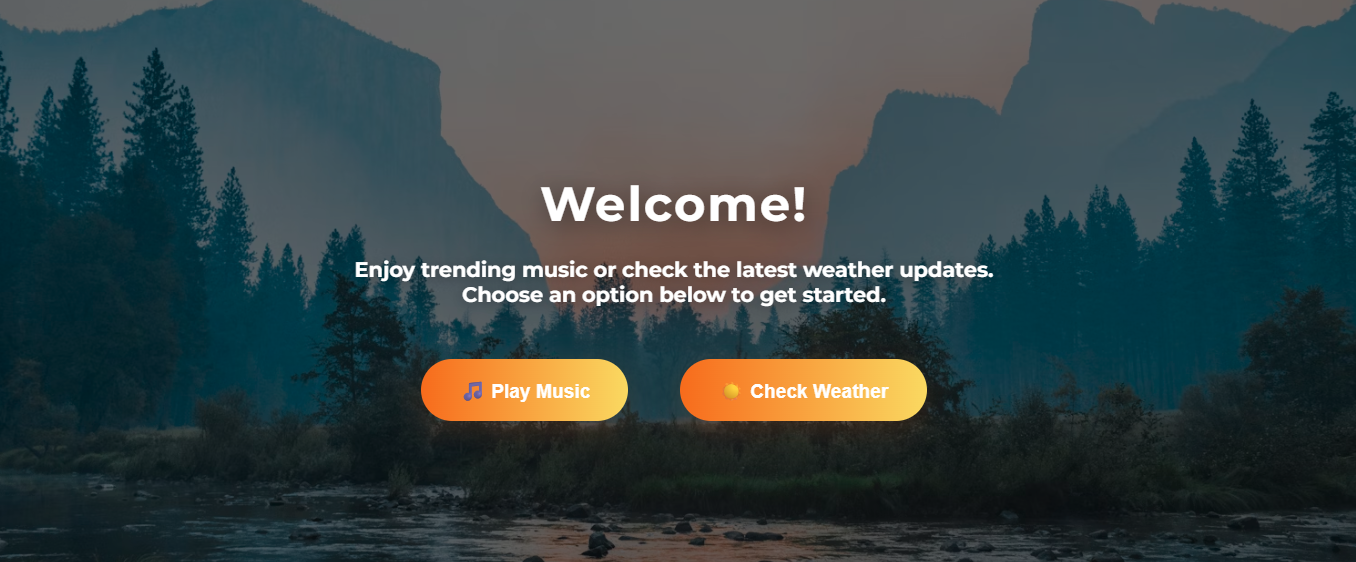 Welcome!
Enjoy trending music or check the latest weather updates.
Choose an option below to get started.
🎵 Play Music
☀️ Check Weather